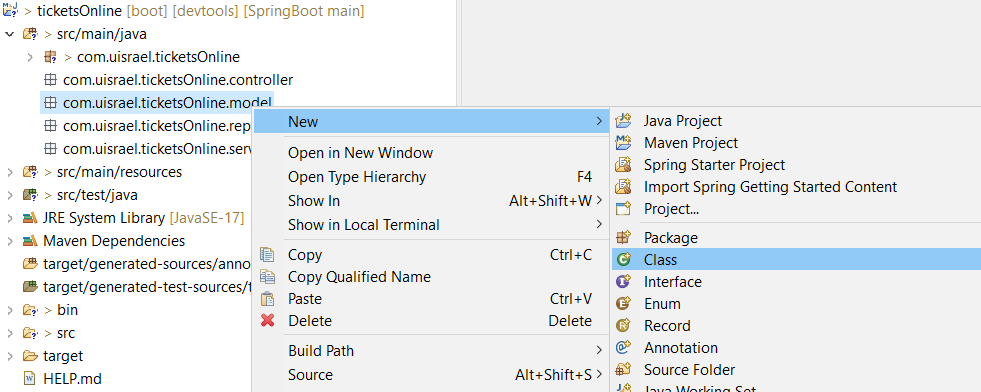 > ticketsOnline [boot] [devtools] [SpringBoot main]
> src/main/java
> com.uisrael.ticketsOnline
com.uisrael.ticketsOnline.controller
com.uisrael.ticketsOnline.model
com.uisrael.ticketsOnline.rep
com.uisrael.ticketsOnline.serv
> src/main/resources
> src/test/java
JRE System Library [JavaSE-17]
Maven Dependencies
target/generated-sources/anno
target/generated-test-sources/t
> bin
> src
target
HELP.md
New
Open in New Window
Open Type Hierarchy F4
Show In Alt+Shift+W
Show in Local Terminal
Copy Ctrl+C
Copy Qualified Name
Paste Ctrl+V
Delete Delete
Build Path
Source Alt+Shift+S
Java Project
Maven Project
Spring Starter Project
Import Spring Getting Started Content
Project...
Package
Class
Interface
Enum
Record
Annotation
Source Folder
Java Working Set